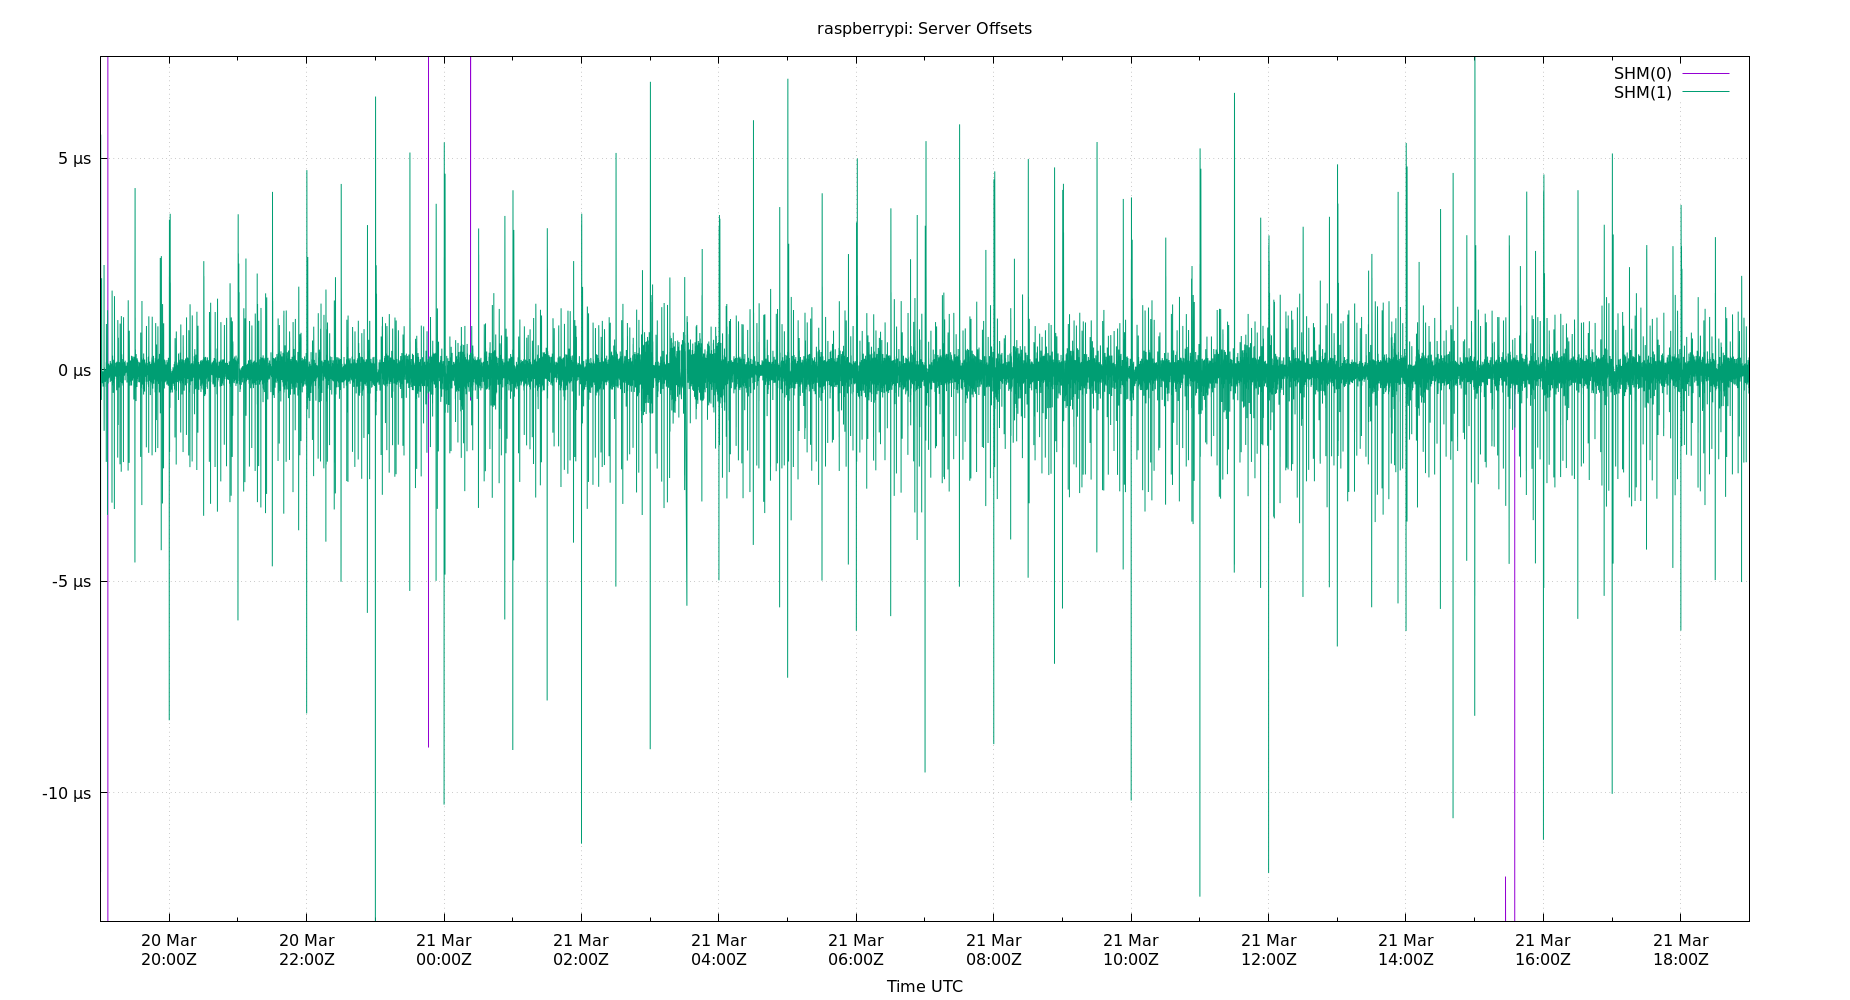 raspberrypi: Server Offsets
SHM(0)
SHM(1)
5 µs
0 µs
-5 µs
-10 µs
20 Mar 20 Mar 21 Mar 21 Mar 21 Mar 21 Mar 21 Mar 21 Mar 21 Mar 21 Mar 21 Mar 21 Mar
20:00Z 22:00Z 00:00Z 02:00Z 04:00Z 06:00Z 08:00Z 10:00Z 12:00Z 14:00Z 16:00Z 18:00Z
Time UTC